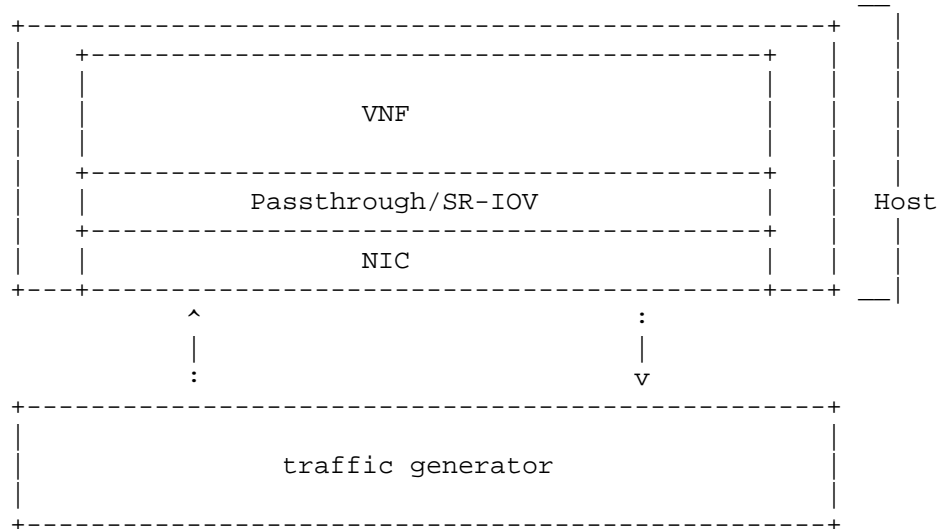 VNF
Passthrough/SR-IOV
Host
NIC
traffic generator